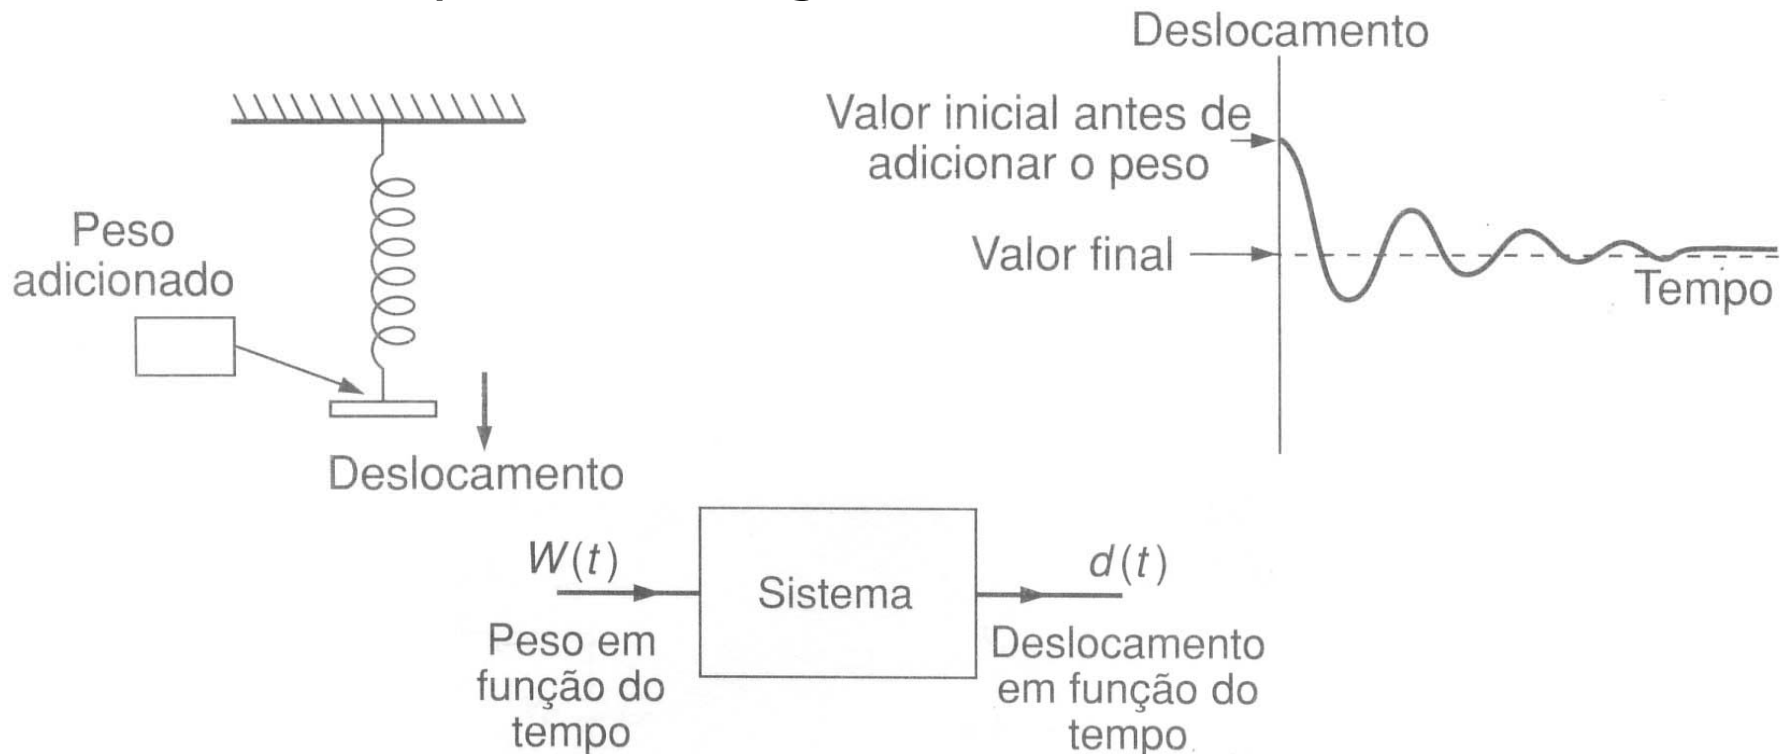 Deslocamento
Valor inicial antes de
adicionar o peso
Valor final
Tempo
Peso
adicionado
Deslocamento
W(t)
Sistema
d(t)
Peso em
função do
tempo
Deslocamento
em função do
tempo